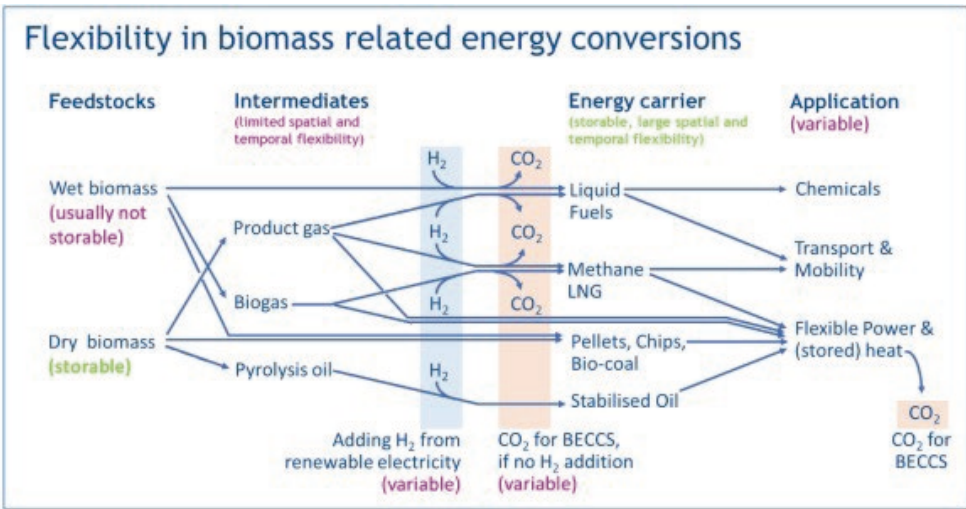 Flexibility in biomass related energy conversions
Feedstocks
Intermediates
(limited spatial and
temporal flexibility)
Energy carrier
(storable, large spatial and
temporal flexibility)
Application
(variable)
H₂
CO₂
Wet biomass
(usually not
storable)
Liquid
Fuels
Chemicals
Product gas
H₂
CO₂
Transport &
Mobility
Methane
LNG
Biogas
H₂
CO₂
Flexible Power &
(stored) heat
Dry biomass
(storable)
Pellets, Chips,
Bio-coal
Pyrolysis oil
H₂
Stabilised Oil
CO₂
CO₂ for
BECCS
Adding H₂ from
renewable electricity
(variable)
CO₂ for BECCS,
if no H₂ addition
(variable)